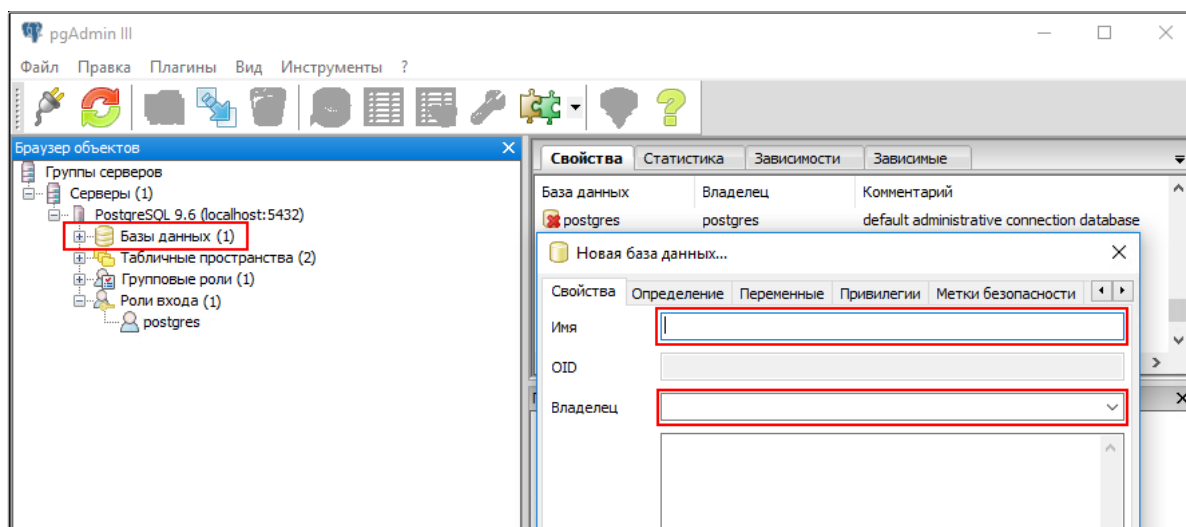 pgAdmin III
Файл Правка Плагины Вид Инструменты ?
Браузер объектов
Группы серверов
Серверы (1)
PostgreSQL 9.6 (localhost:5432)
Базы данных (1)
Табличные пространства (2)
Групповые роли (1)
Роли входа (1)
postgres
Свойства Статистика Зависимости Зависимые
База данных Владелец Комментарий
postgres postgres default administrative connection database
Новая база данных...
Свойства Определение Переменные Привилегии Метки безопасности
Имя
OID
Владелец